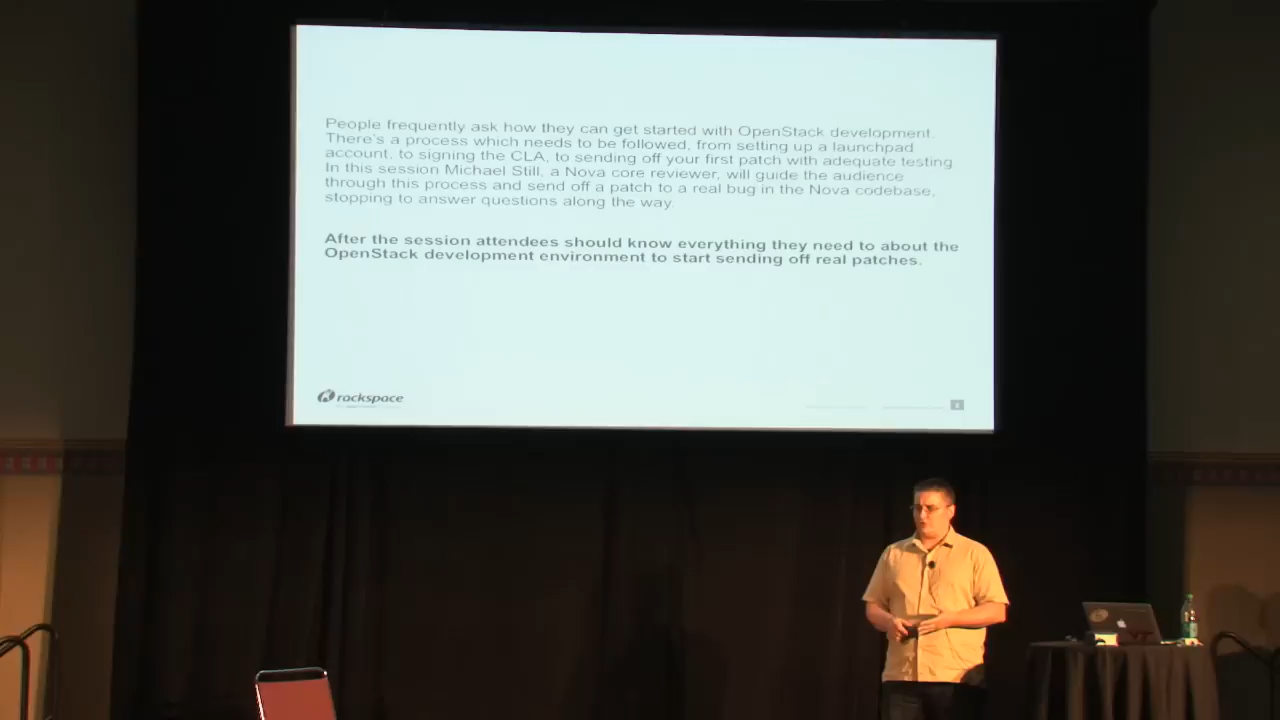 People frequently ask how they can get started with OpenStack development.
There's a process which needs to be followed, from setting up a launchpad
account, to signing the CLA, to sending off your first patch with adequate testing.
In this session Michael Still, a Nova core reviewer, will guide the audience
through this process and send off a patch to a real bug in the Nova codebase,
stopping to answer questions along the way.
After the session attendees should know everything they need to about the
OpenStack development environment to start sending off real patches.
rackspace